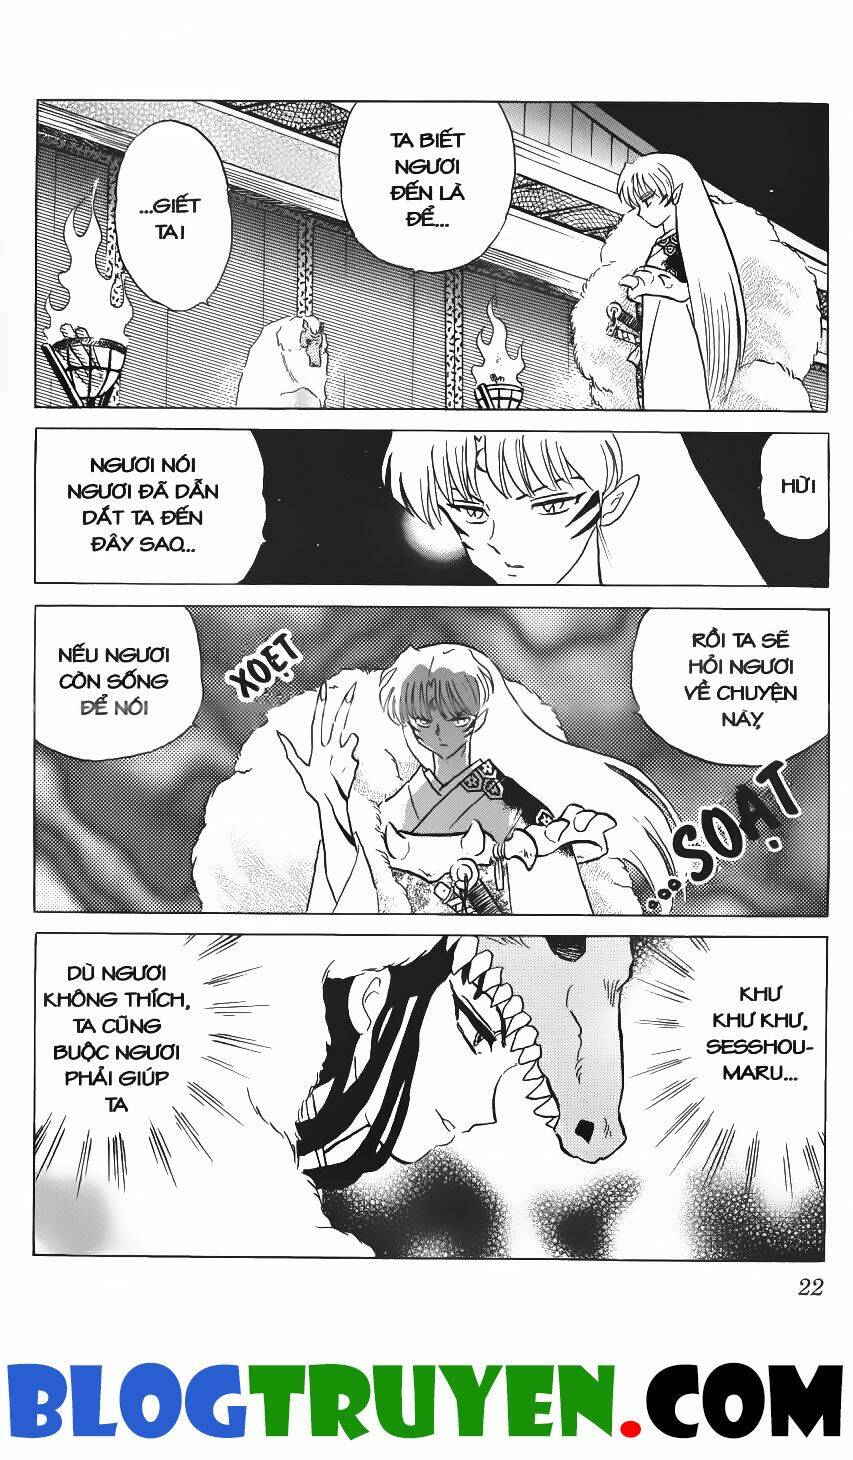 TA BIẾT
NGƯƠI
ĐẾN LÀ
ĐỂ...
...GIẾT
TA!
HỪ!
NGƯƠI NÓI
NGƯƠI ĐÃ DẪN
DẮT TA ĐẾN
ĐÂY SAO...
RỒI TA SẼ
HỎI NGƯƠI
VỀ CHUYỆN
NÀY,
NẾU NGƯƠI
CÒN SỐNG
ĐỂ NÓI
XOẸT
...SOẠT
KHƯ
KHƯ KHƯ,
SESSHOU-
MARU...
DÙ NGƯƠI
KHÔNG THÍCH,
TA CŨNG
BUỘC NGƯƠI
PHẢI GIÚP
TA
22
BLOGTRUYEN.COM